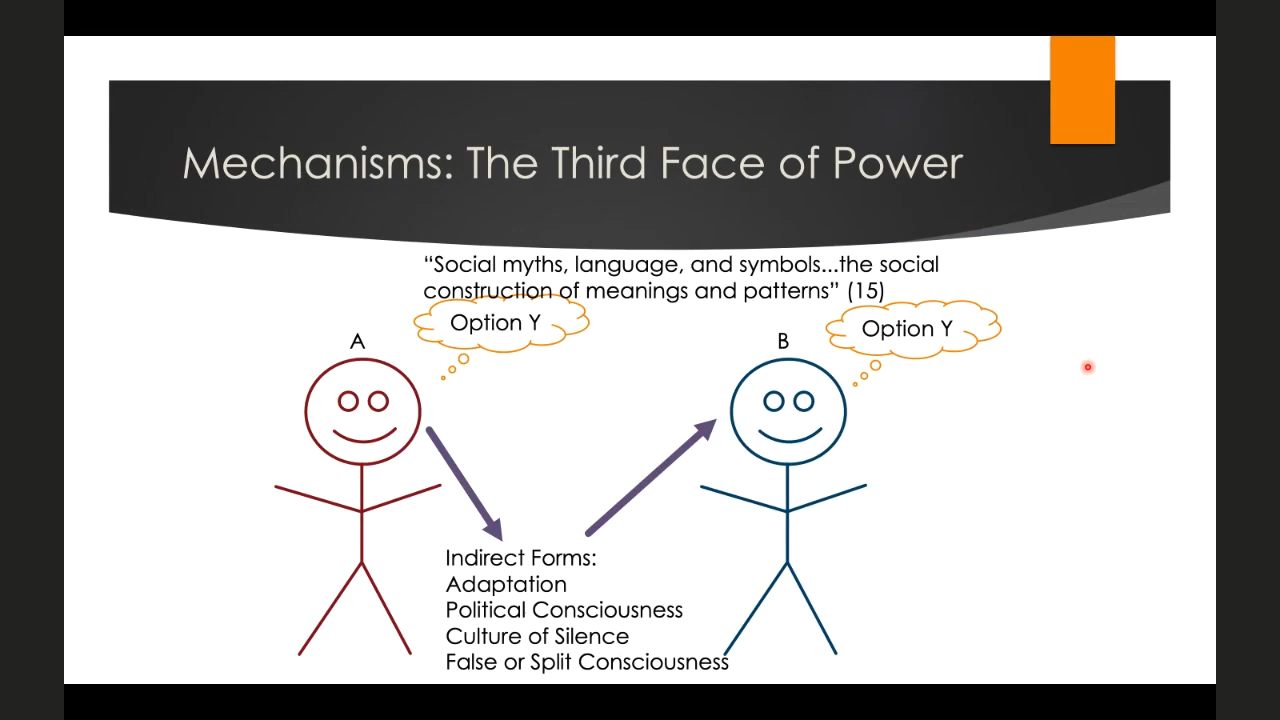 Mechanisms: The Third Face of Power
“Social myths, language, and symbols...the social
construction of meanings and patterns” (15)
Option Y
Option Y
A
B
Indirect Forms:
Adaptation
Political Consciousness
Culture of Silence
False or Split Consciousness